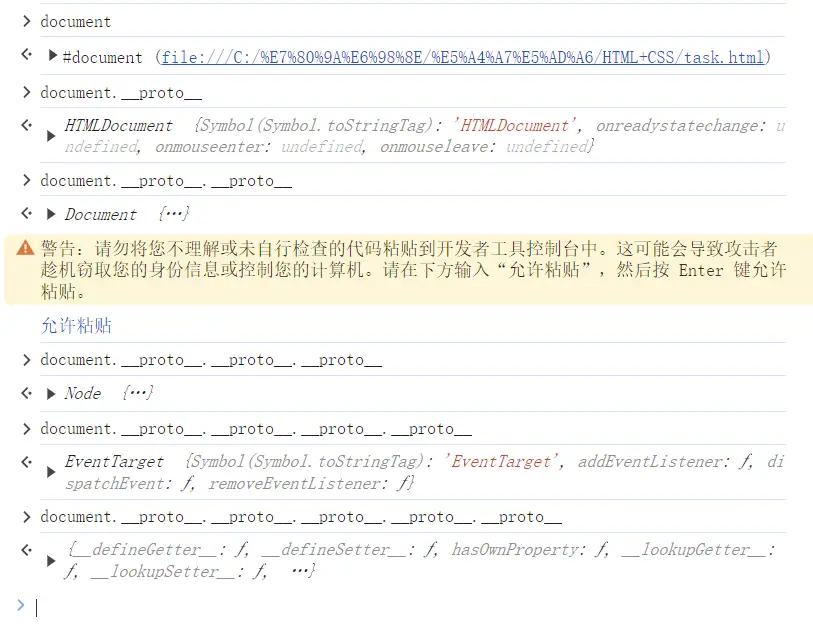 document
#document (file:///C:/%E7%80%9A%E6%98%8E/%E5%A4%A7%E5%AD%A6/HTML+CSS/task.html)
document.__proto__
HTMLDocument {Symbol(Symbol.toStringTag): 'HTMLDocument', onreadystatechange: u
ndefined, onmouseenter: undefined, onmouseleave: undefined}
document.__proto__.__proto__
Document {…}
警告：请勿将您不理解或未自行检查的代码粘贴到开发者工具控制台中。这可能会导致攻击者
趁机窃取您的身份信息或控制您的计算机。请在下方输入“允许粘贴”，然后按 Enter 键允许
粘贴。
允许粘贴
document.__proto__.__proto__.__proto__
Node {…}
document.__proto__.__proto__.__proto__.__proto__
EventTarget {Symbol(Symbol.toStringTag): 'EventTarget', addEventListener: ƒ, di
spatchEvent: ƒ, removeEventListener: ƒ}
document.__proto__.__proto__.__proto__.__proto__.__proto__
{__defineGetter__: ƒ, __defineSetter__: ƒ, hasOwnProperty: ƒ, __lookupGetter__:
ƒ, __lookupSetter__: ƒ, …}